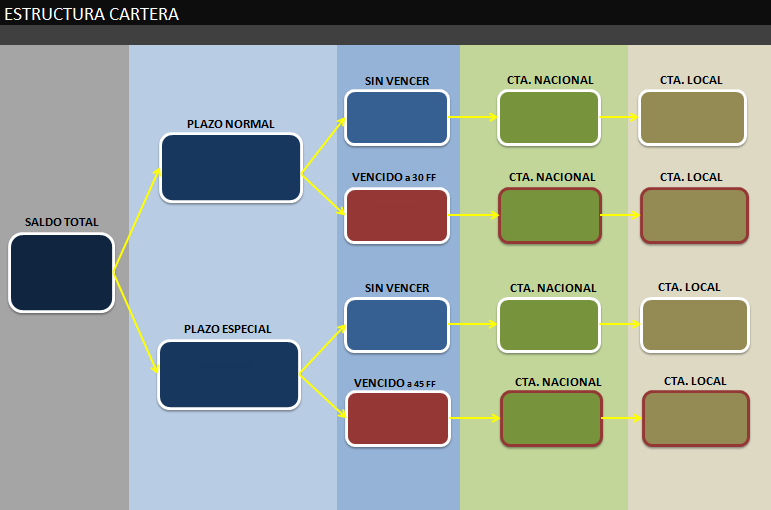 ESTRUCTURA CARTERA
SIN VENCER
CTA. NACIONAL
CTA. LOCAL
PLAZO NORMAL
VENCIDO a 30 FF
CTA. NACIONAL
CTA. LOCAL
SALDO TOTAL
SIN VENCER
CTA. NACIONAL
CTA. LOCAL
PLAZO ESPECIAL
VENCIDO a 45 FF
CTA. NACIONAL
CTA. LOCAL